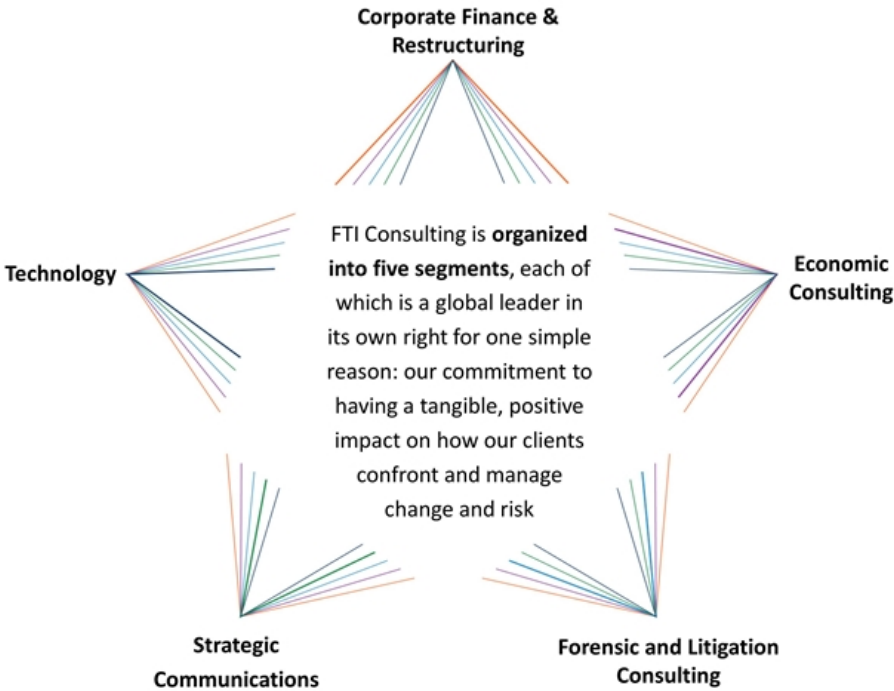 Corporate Finance &
Restructuring
FTI Consulting is organized
into five segments, each of
which is a global leader in
its own right for one simple
reason: our commitment to
having a tangible, positive
impact on how our clients
confront and manage
change and risk
Technology
Economic
Consulting
Strategic
Communications
Forensic and Litigation
Consulting